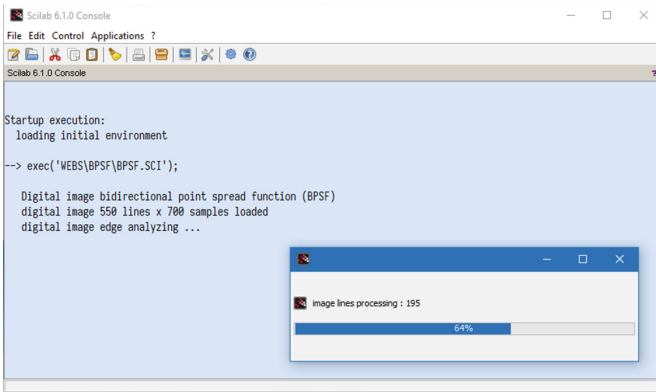 Scilab 6.1.0 Console
File Edit Control Applications ?
Scilab 6.1.0 Console
?
Startup execution:
loading initial environment
--> exec('WEBS\BPSF\BPSF.SCI');
Digital image bidirectional point spread function (BPSF)
digital image 550 lines x 700 samples loaded
digital image edge analyzing ...
image lines processing : 195
64%